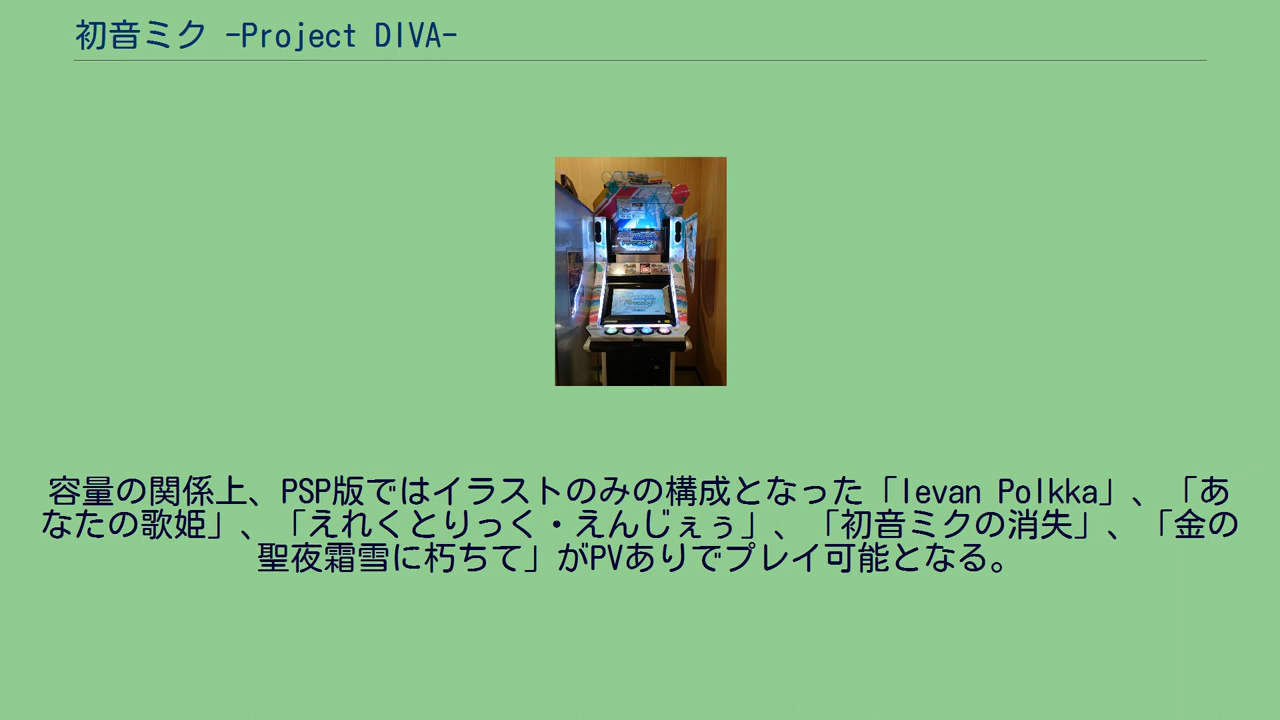 初音ミク -Project DIVA-
容量の関係上、PSP版ではイラストのみの構成となった「Ievan Polkka」、「あ
なたの歌姫」、「えれくとりっく・えんじぇぅ」、「初音ミクの消失」、「金の
聖夜霜雪に朽ちて」がPVありでプレイ可能となる。